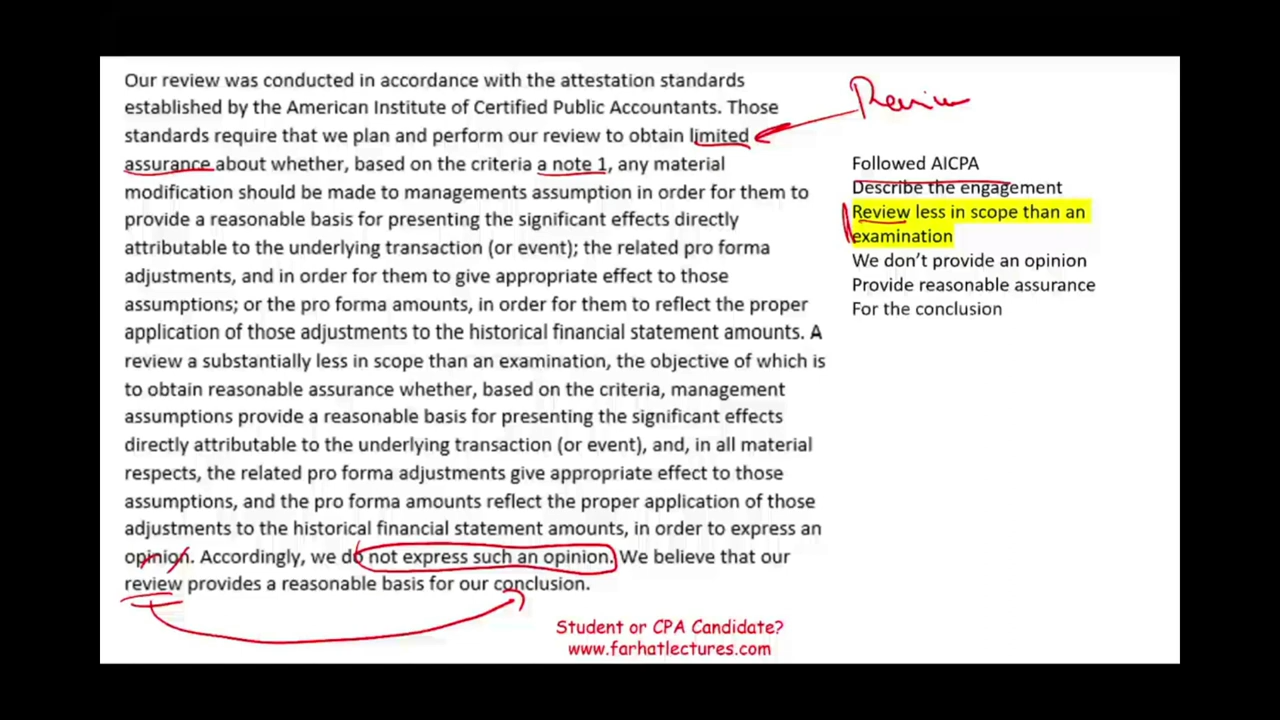 Our review was conducted in accordance with the attestation standards
established by the American Institute of Certified Public Accountants. Those
standards require that we plan and perform our review to obtain limited
assurance about whether, based on the criteria a note 1, any material
modification should be made to managements assumption in order for them to
provide a reasonable basis for presenting the significant effects directly
attributable to the underlying transaction (or event); the related pro forma
adjustments, and in order for them to give appropriate effect to those
assumptions; or the pro forma amounts, in order for them to reflect the proper
application of those adjustments to the historical financial statement amounts. A
review a substantially less in scope than an examination, the objective of which is
to obtain reasonable assurance whether, based on the criteria, management
assumptions provide a reasonable basis for presenting the significant effects
directly attributable to the underlying transaction (or event), and, in all material
respects, the related pro forma adjustments give appropriate effect to those
assumptions, and the pro forma amounts reflect the proper application of those
adjustments to the historical financial statement amounts, in order to express an
opinion. Accordingly, we do not express such an opinion. We believe that our
review provides a reasonable basis for our conclusion.
Review
Followed AICPA
Describe the engagement
Review less in scope than an
examination
We don't provide an opinion
Provide reasonable assurance
For the conclusion
Student or CPA Candidate?
www.farhatlectures.com